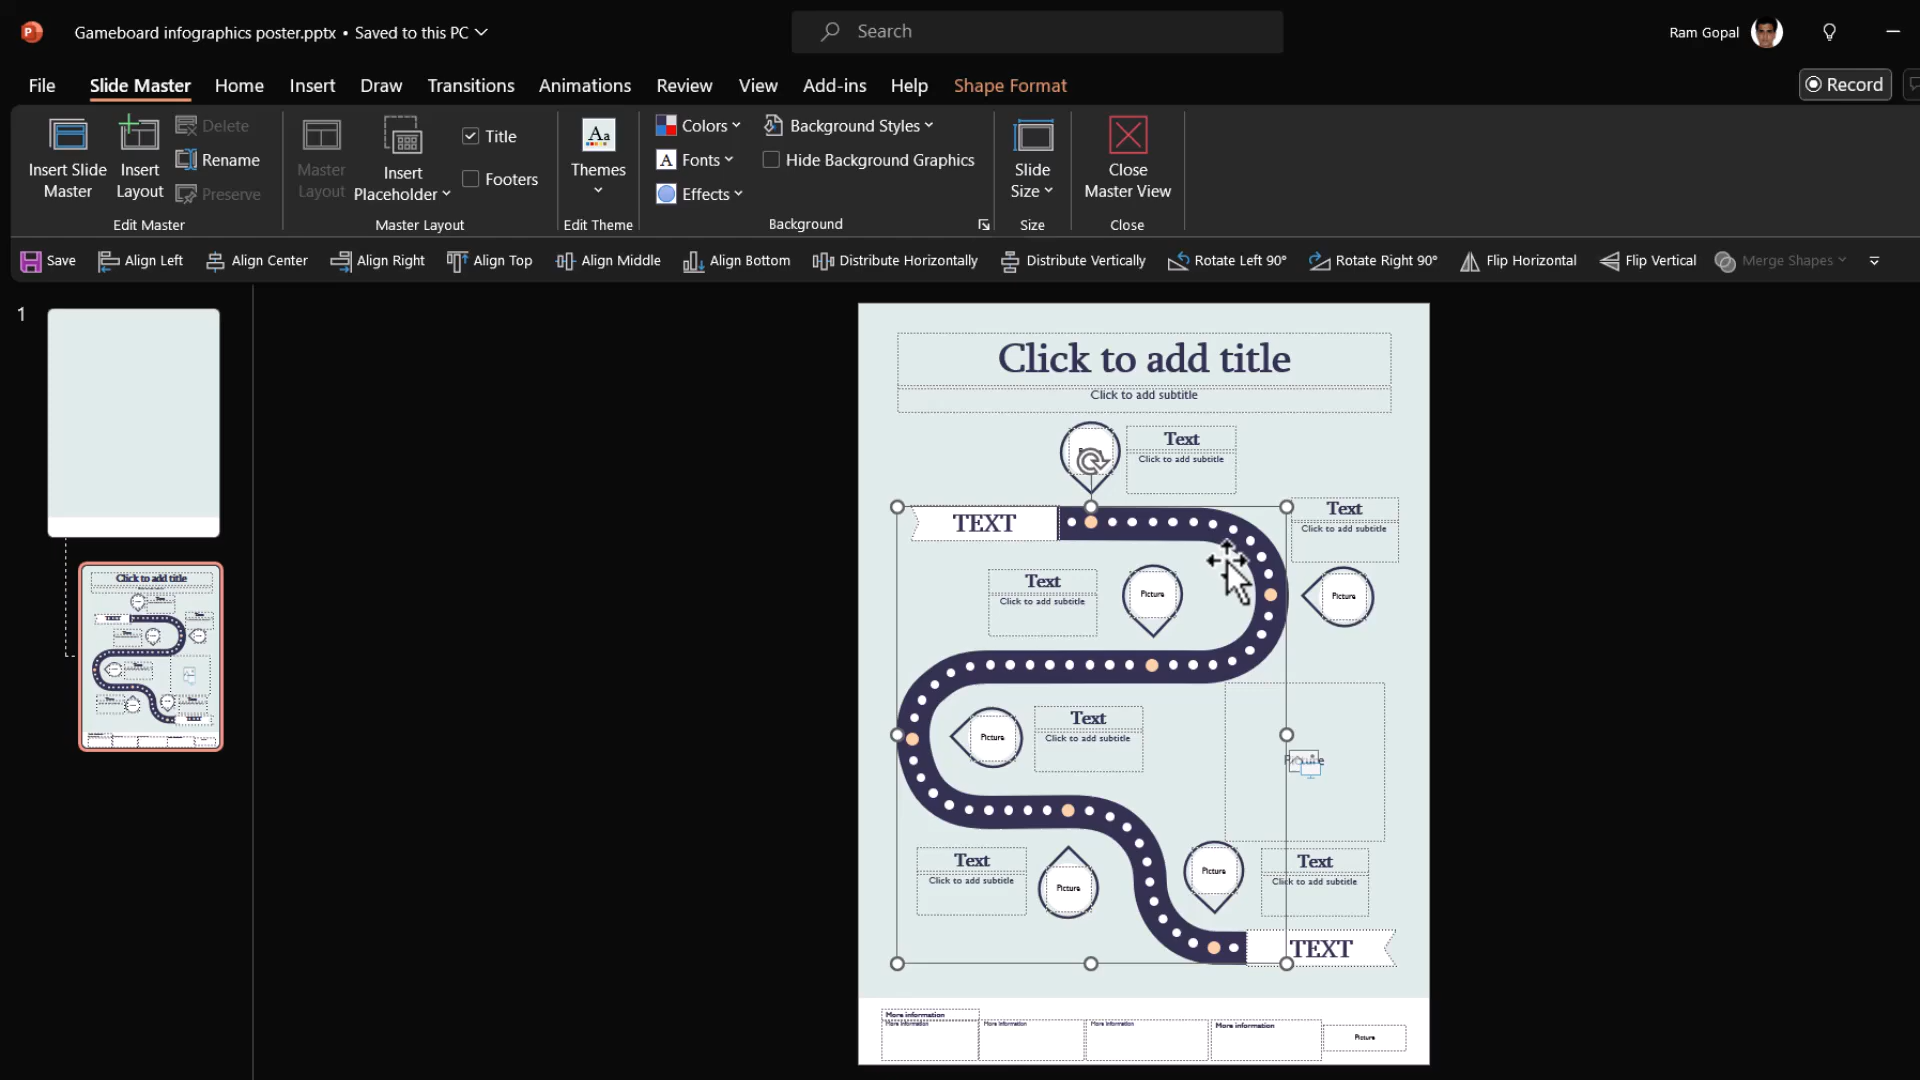 Gameboard infographics poster.pptx • Saved to this PC
Search
Ram Gopal
File Slide Master Home Insert Draw Transitions Animations Review View Add-ins Help Shape Format
Record
Insert Slide Master
Insert Layout
Delete
Rename
Preserve
Edit Master
Master Layout
Insert Placeholder
Title
Footers
Master Layout
Themes
Edit Theme
Colors
Fonts
Effects
Background Styles
Hide Background Graphics
Background
Slide Size
Size
Close Master View
Close
Save Align Left Align Center Align Right Align Top Align Middle Align Bottom Distribute Horizontally Distribute Vertically Rotate Left 90° Rotate Right 90° Flip Horizontal Flip Vertical Merge Shapes
1
Click to add title
TEXT
TEXT
Click to add title
Click to add subtitle
Text
Click to add subtitle
TEXT
Text
Click to add subtitle
Text
Click to add subtitle
Picture
Picture
Picture
Text
Click to add subtitle
Picture
Text
Click to add subtitle
Picture
Picture
Text
Click to add subtitle
TEXT
More information
More information
More information
More information
More information
Picture